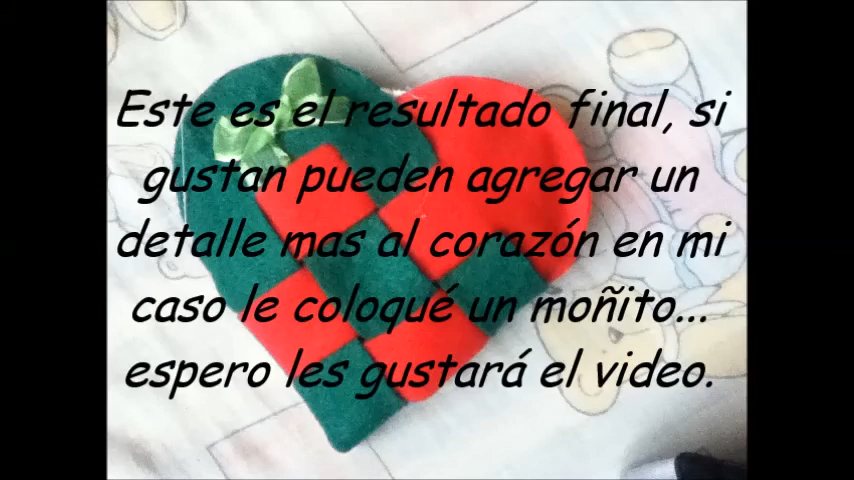 Este es el resultado final, si
gustan pueden agregar un
detalle mas al corazón en mi
caso le coloqué un moñito...
espero les gustará el video.